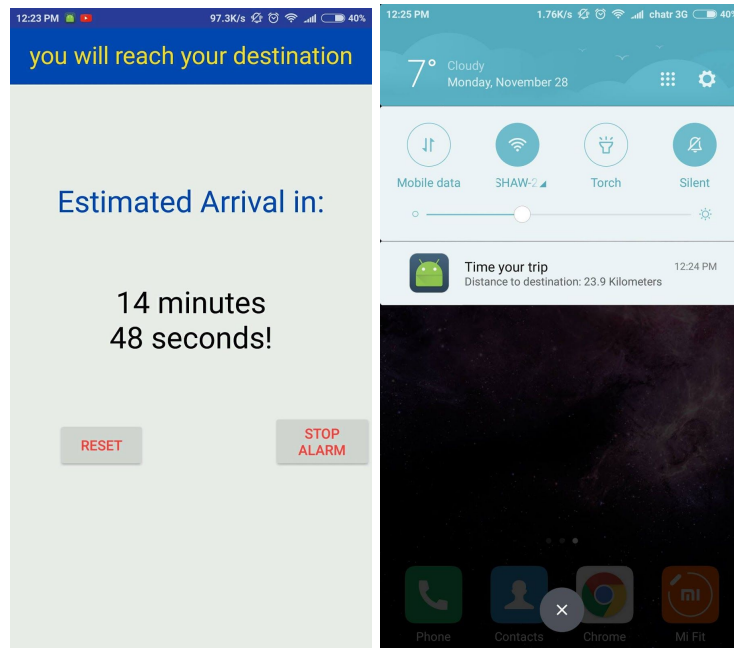 12:23 PM 97.3K/s 40%
you will reach your destination
Estimated Arrival in:
14 minutes
48 seconds!
RESET
STOP
ALARM
12:25 PM 1.76K/s chatr 3G 40%
7° Cloudy
Monday, November 28
Mobile data SHAW-2 Torch Silent
Time your trip 12:24 PM
Distance to destination: 23.9 Kilometers
Phone Contacts Chrome Mi Fit